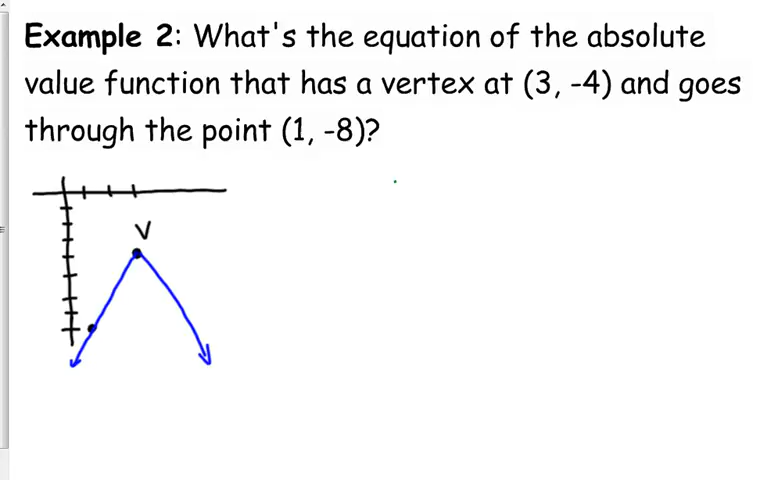 Example 2: What's the equation of the absolute
value function that has a vertex at (3, -4) and goes
through the point (1, -8)?
V